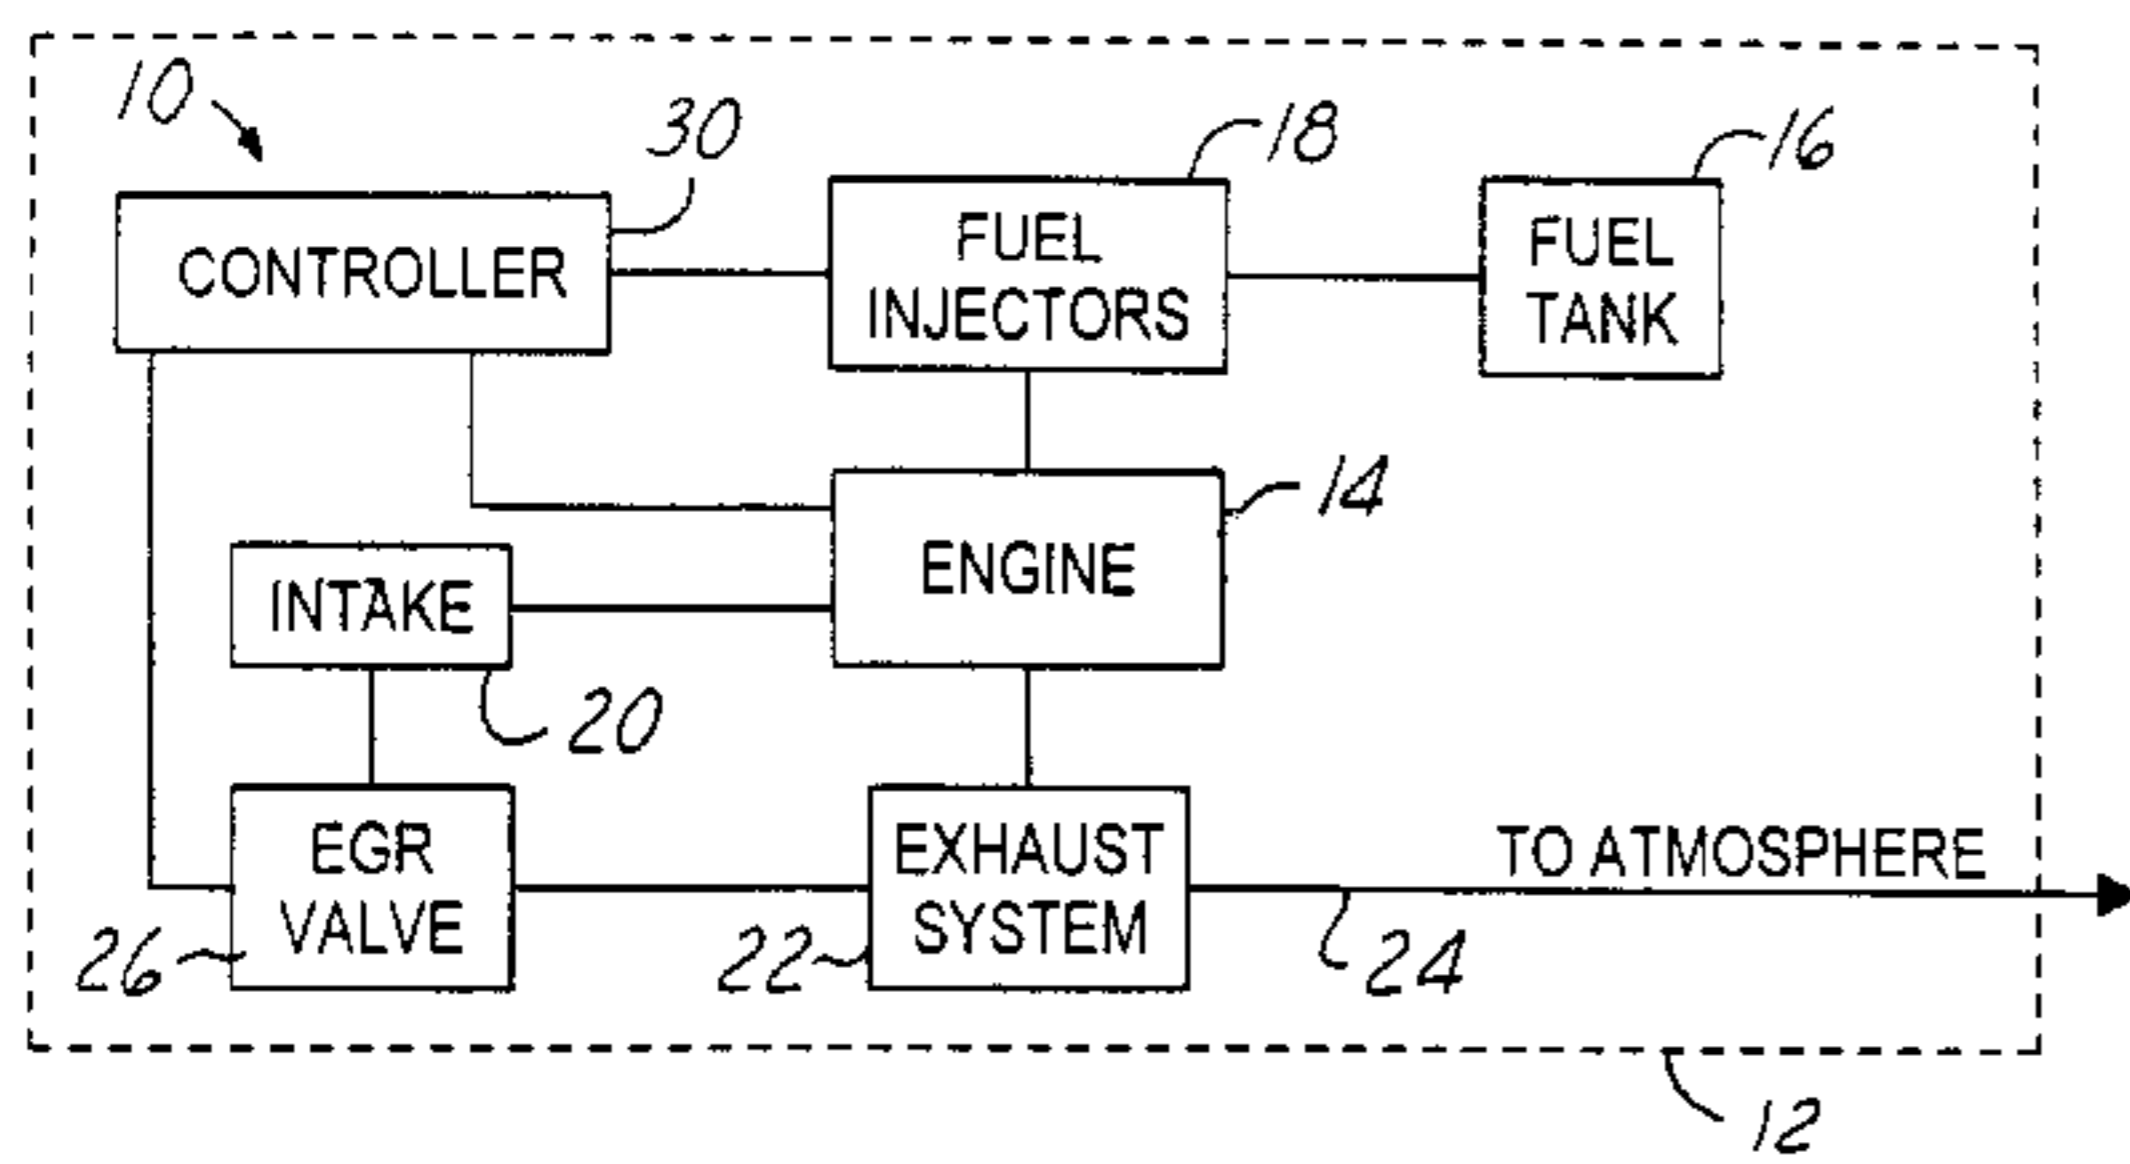 10
30
18
16
CONTROLLER
FUEL
INJECTORS
FUEL
TANK
14
INTAKE
ENGINE
20
EGR
VALVE
EXHAUST
SYSTEM
TO ATMOSPHERE
26
22
24
12